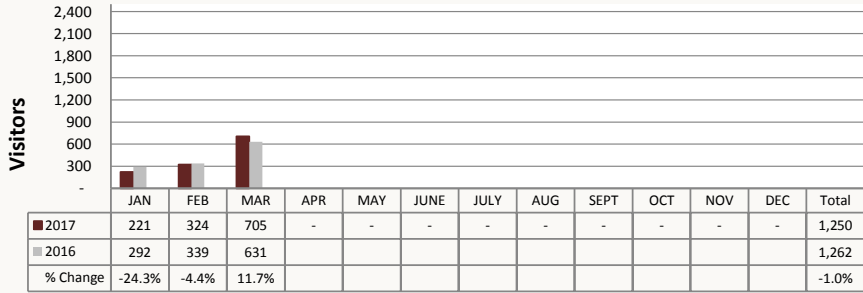 2,400
2,100
1,800
1,500
1,200
900
600
300
-
Visitors
JAN FEB MAR APR MAY JUNE JULY AUG SEPT OCT NOV DEC Total
2017 221 324 705 - - - - - - - - - 1,250
2016 292 339 631 1,262
% Change -24.3% -4.4% 11.7% -1.0%